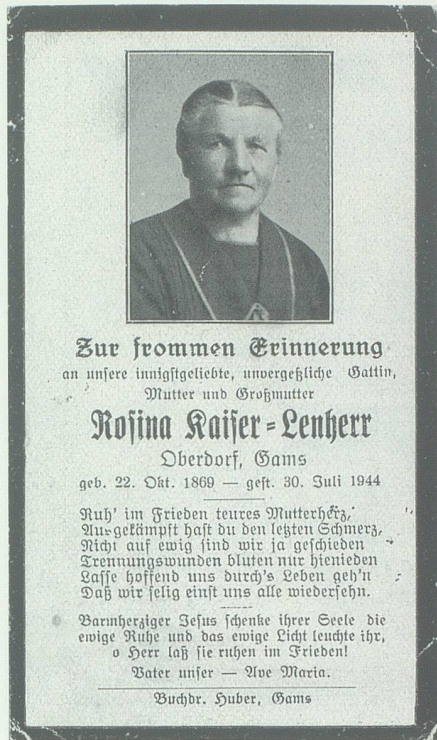 Zur frommen Erinnerung
an unsere innigstgeliebte, unvergeßliche Gattin,
Mutter und Großmutter
Rosina Kaiser-Lenherr
Oberdorf, Gams
geb. 22. Okt. 1869 — gest. 30. Juli 1944
Ruh' im Frieden teures Mutterherz,
Ausgekämpft hast du den letzten Schmerz,
Nicht auf ewig sind wir ja geschieden
Trennungswunden bluten nur hienieden
Lasse hoffend uns durch's Leben geh'n
Daß wir selig einst uns alle wiedersehn.
Barmherziger Jesus schenke ihrer Seele die
ewige Ruhe und das ewige Licht leuchte ihr,
o Herr laß sie ruhen im Frieden!
Vater unser — Ave Maria.
Buchdr. Huber, Gams